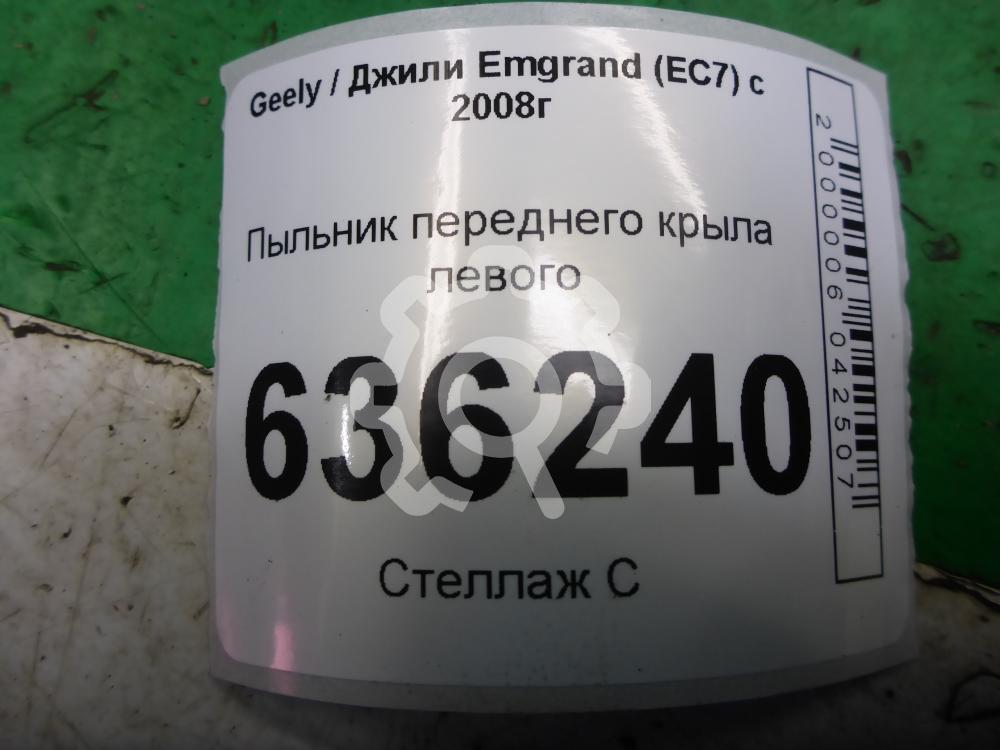 Geely / Джили Emgrand (EC7) с
2008г
Пыльник переднего крыла
левого
636240
Стеллаж С
2000006042507